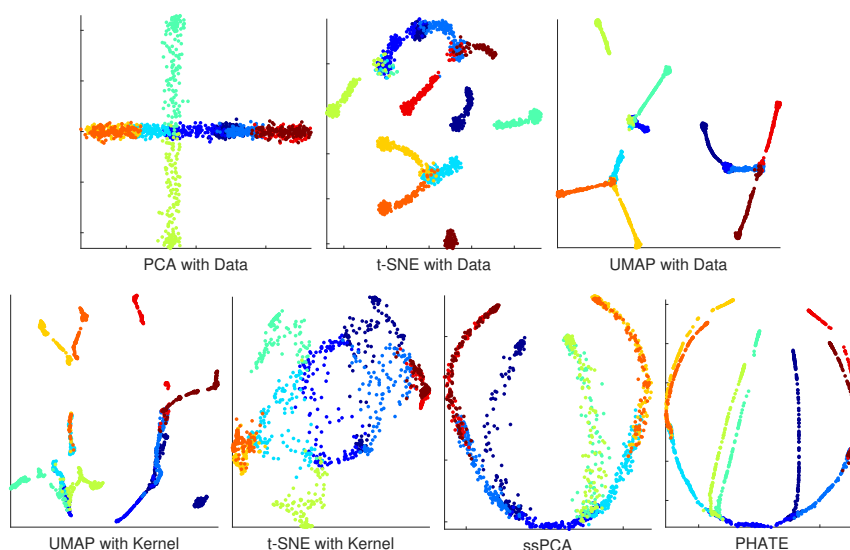 PCA with Data
t-SNE with Data
UMAP with Data
UMAP with Kernel
t-SNE with Kernel
ssPCA
PHATE